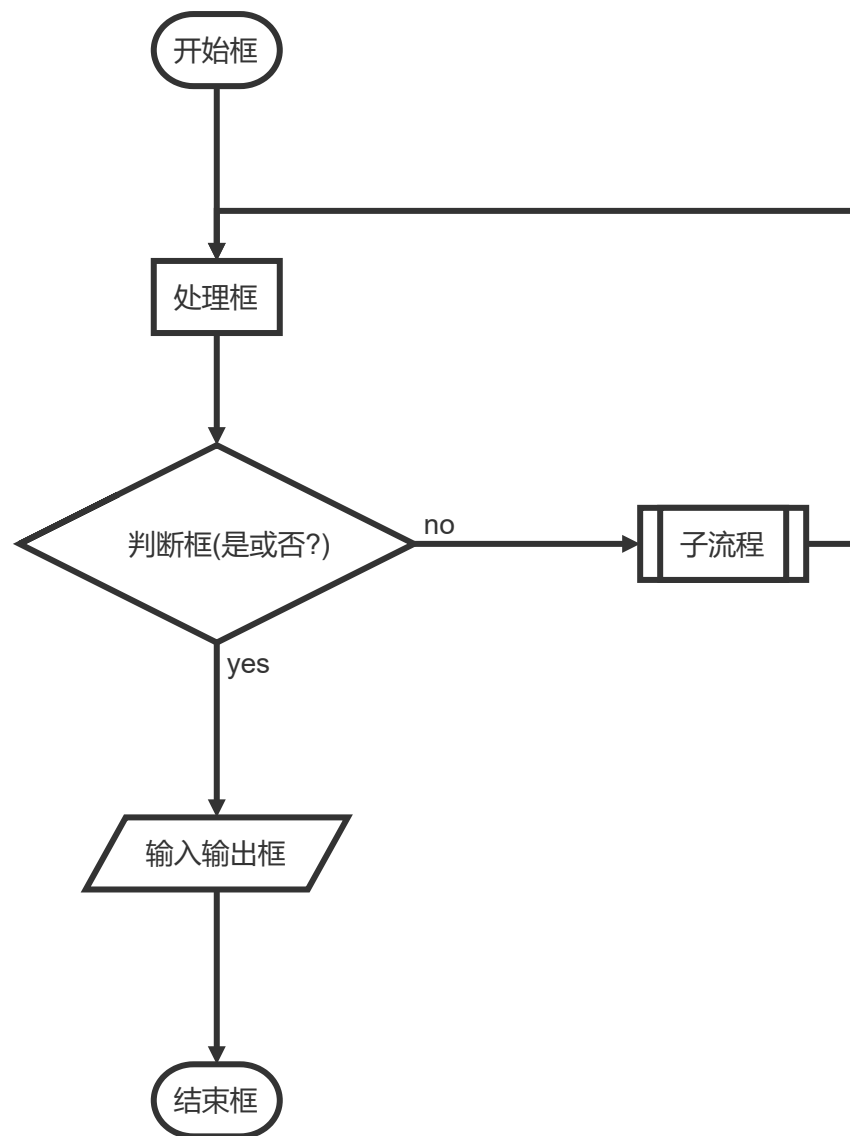 开始框
处理框
判断框(是或否?)
no
子流程
yes
输入输出框
结束框